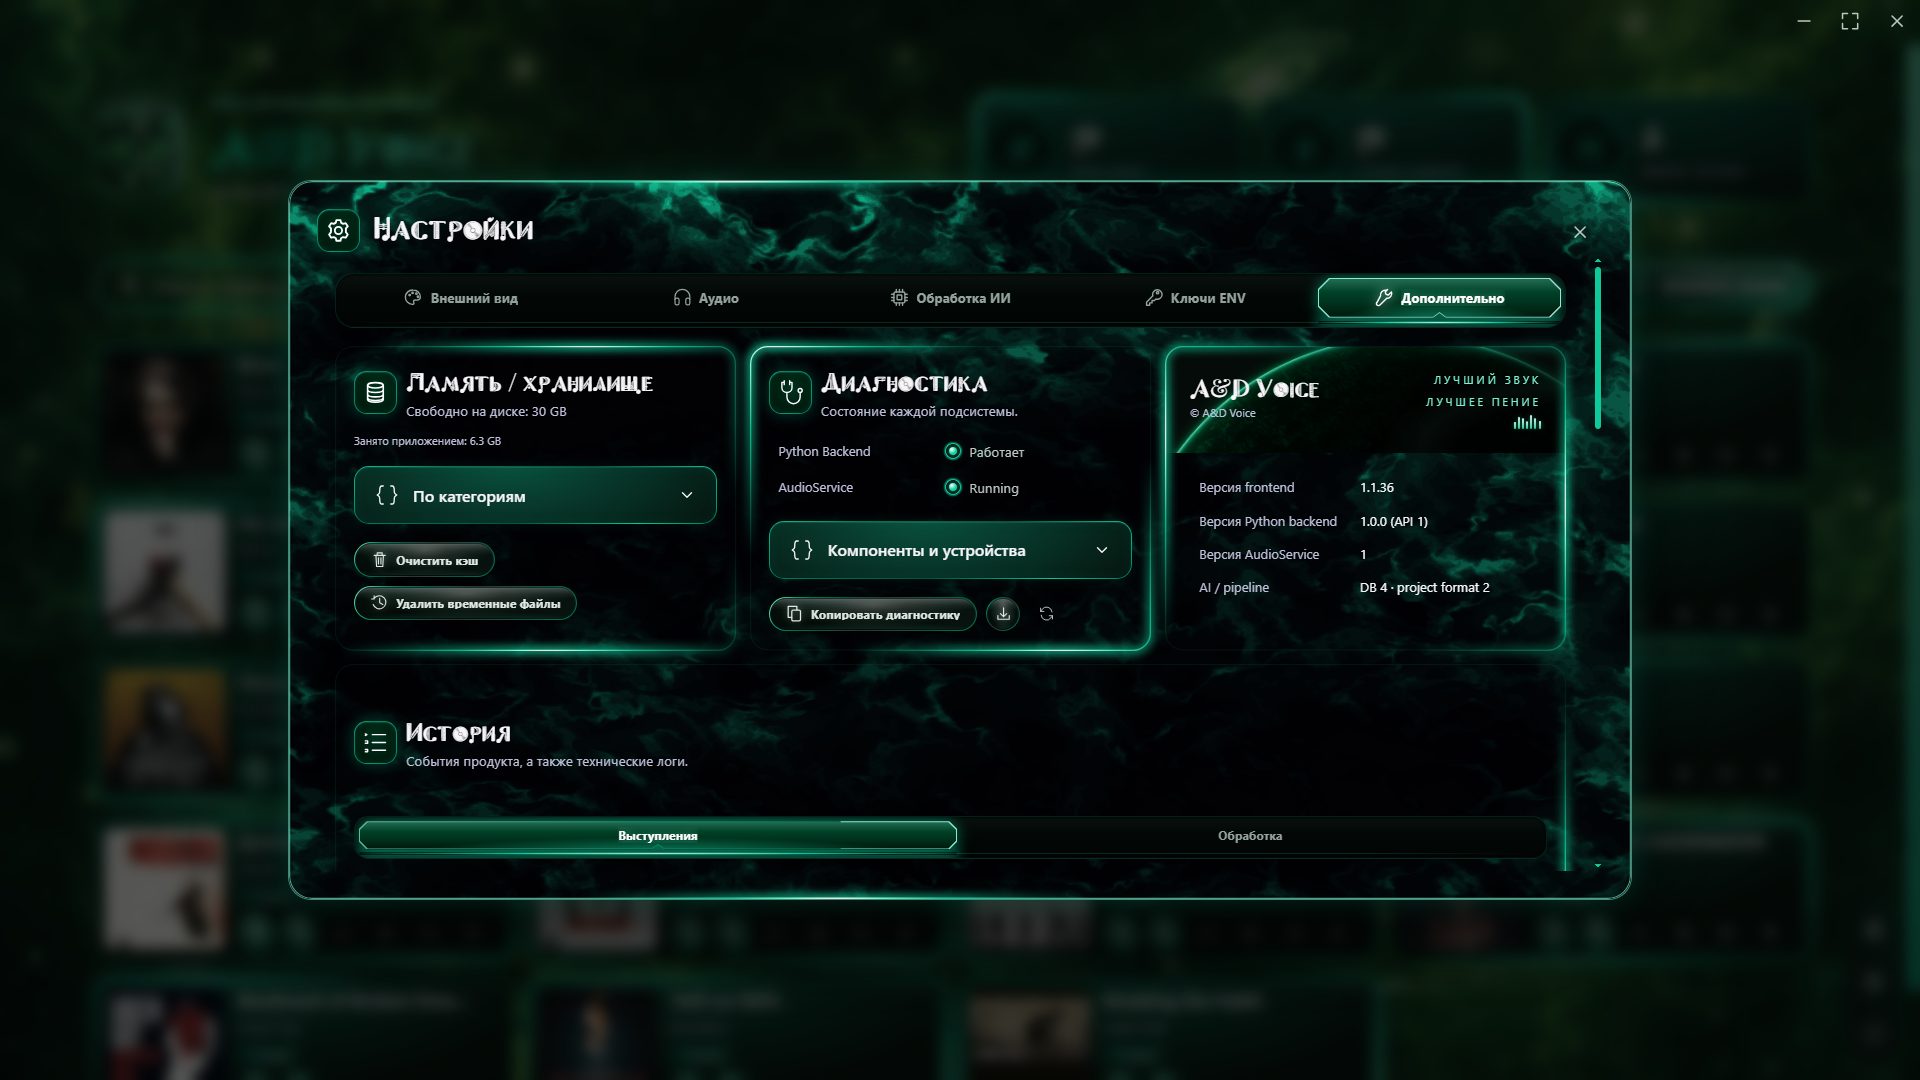 Настройки
Внешний вид
Аудио
Обработка ИИ
Ключи ENV
Дополнительно
Память / хранилище
Свободно на диске: 30 GB
Занято приложением: 6.3 GB
По категориям
Очистить кэш
Удалить временные файлы
Диагностика
Состояние каждой подсистемы.
Python Backend
Работает
AudioService
Running
Компоненты и устройства
Копировать диагностику
A&D Voice
© A&D Voice
ЛУЧШИЙ ЗВУК
ЛУЧШЕЕ ПЕНИЕ
Версия frontend
1.1.36
Версия Python backend
1.0.0 (API 1)
Версия AudioService
1
AI / pipeline
DB 4 · project format 2
История
События продукта, а также технические логи.
Выступления
Обработка